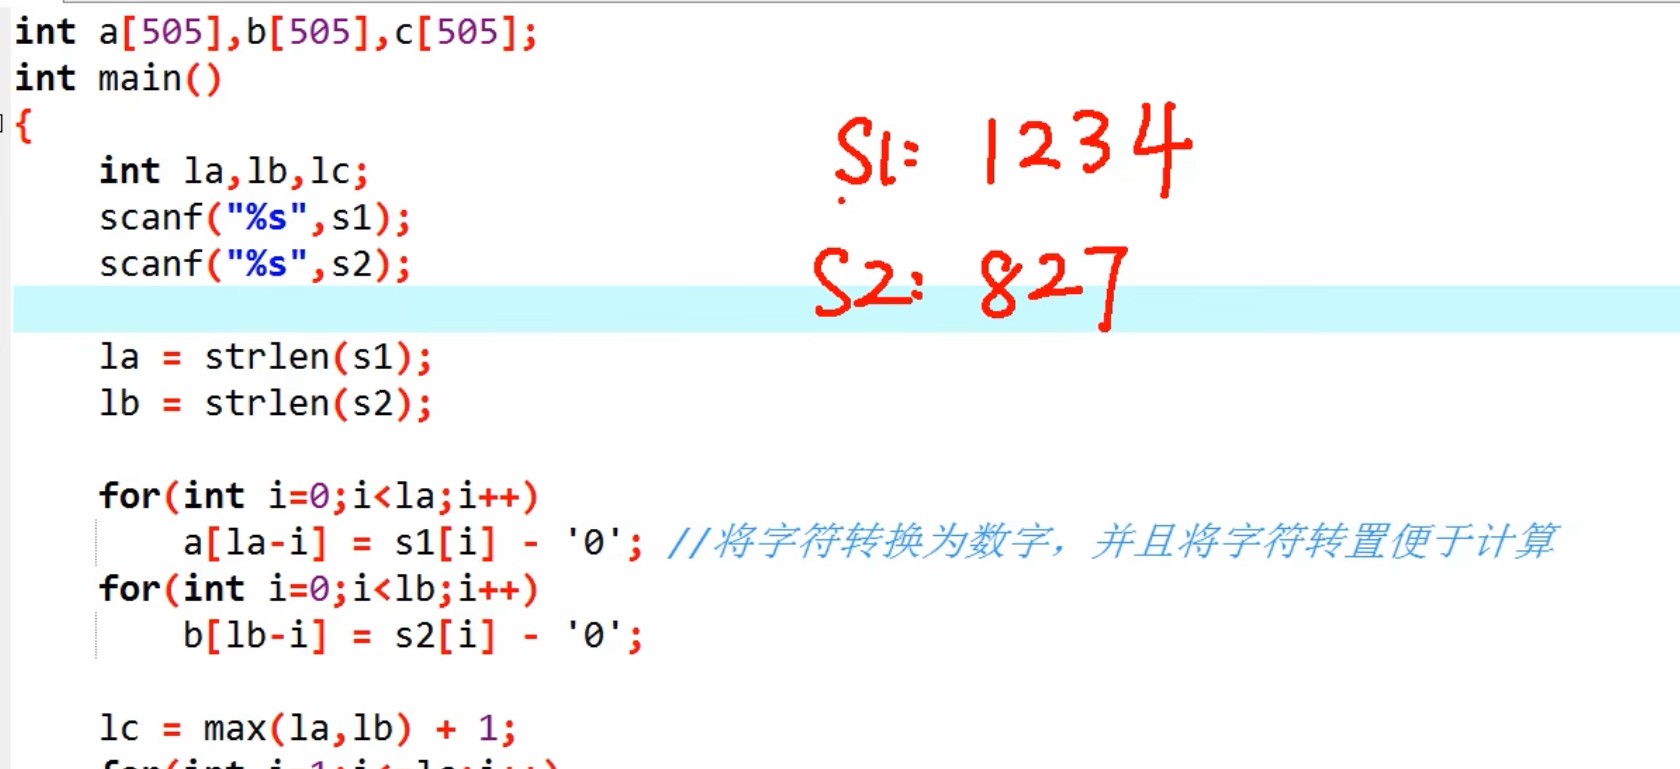 int a[505],b[505],c[505];
int main()
{
int la,lb,lc;
scanf("%s",s1);
scanf("%s",s2);
S1: 1234
S2: 827
la = strlen(s1);
lb = strlen(s2);
for(int i=0;i<la;i++)
a[la-i] = s1[i] - '0'; //将字符转换为数字，并且将字符转置便于计算
for(int i=0;i<lb;i++)
b[lb-i] = s2[i] - '0';
lc = max(la,lb) + 1;